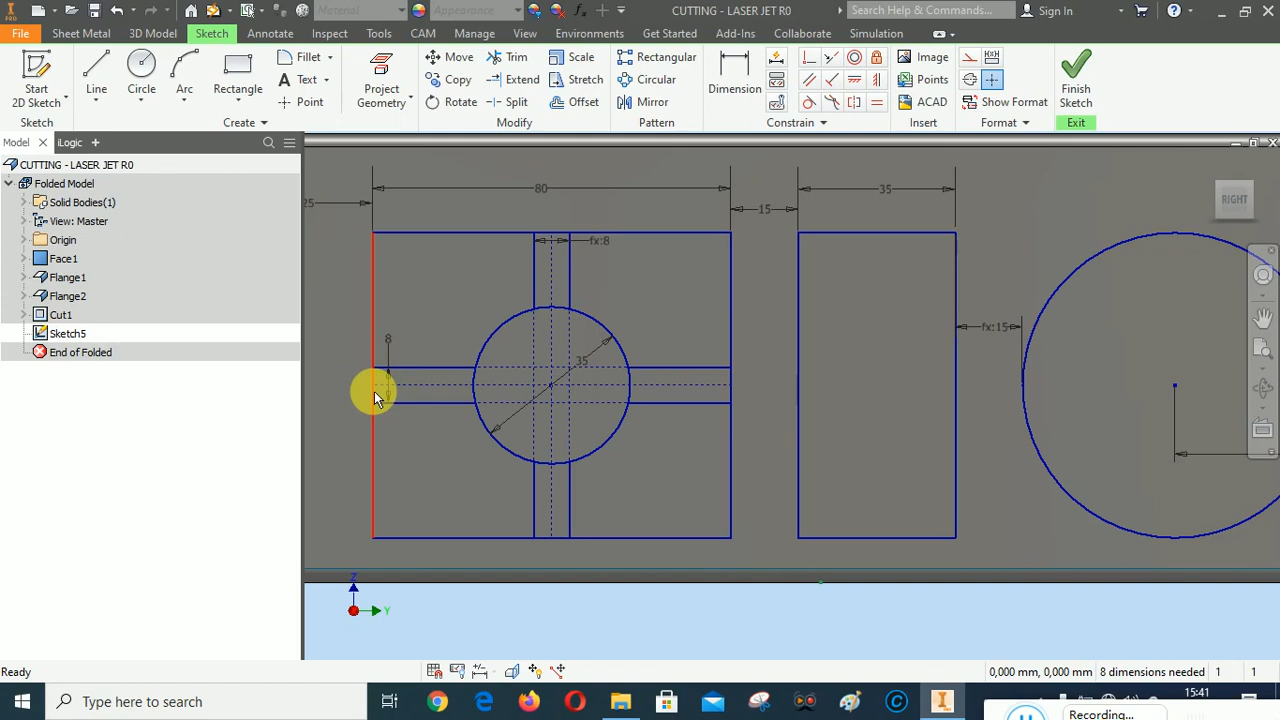 PRO
Material
Appearance
CUTTING - LASER JET R0
Search Help & Commands...
Sign In
File Sheet Metal 3D Model Sketch Annotate Inspect Tools CAM Manage View Environments Get Started Add-Ins Collaborate Simulation
Start
2D Sketch
Line
Circle
Arc
Rectangle
Fillet
Text
Point
Project
Geometry
Move
Copy
Rotate
Trim
Extend
Split
Scale
Stretch
Offset
Rectangular
Circular
Mirror
Dimension
Image
Points
ACAD
Show Format
Finish
Sketch
Sketch Create Modify Pattern Constrain Insert Format Exit
Model iLogic
CUTTING - LASER JET R0
Folded Model
Solid Bodies(1)
View: Master
Origin
Face1
Flange1
Flange2
Cut1
Sketch5
End of Folded
80
35
25
15
fx:8
RIGHT
fx:15
8
35
Z
Y
Ready
0,000 mm, 0,000 mm 8 dimensions needed 1 1
Type here to search
15:41
Recording...